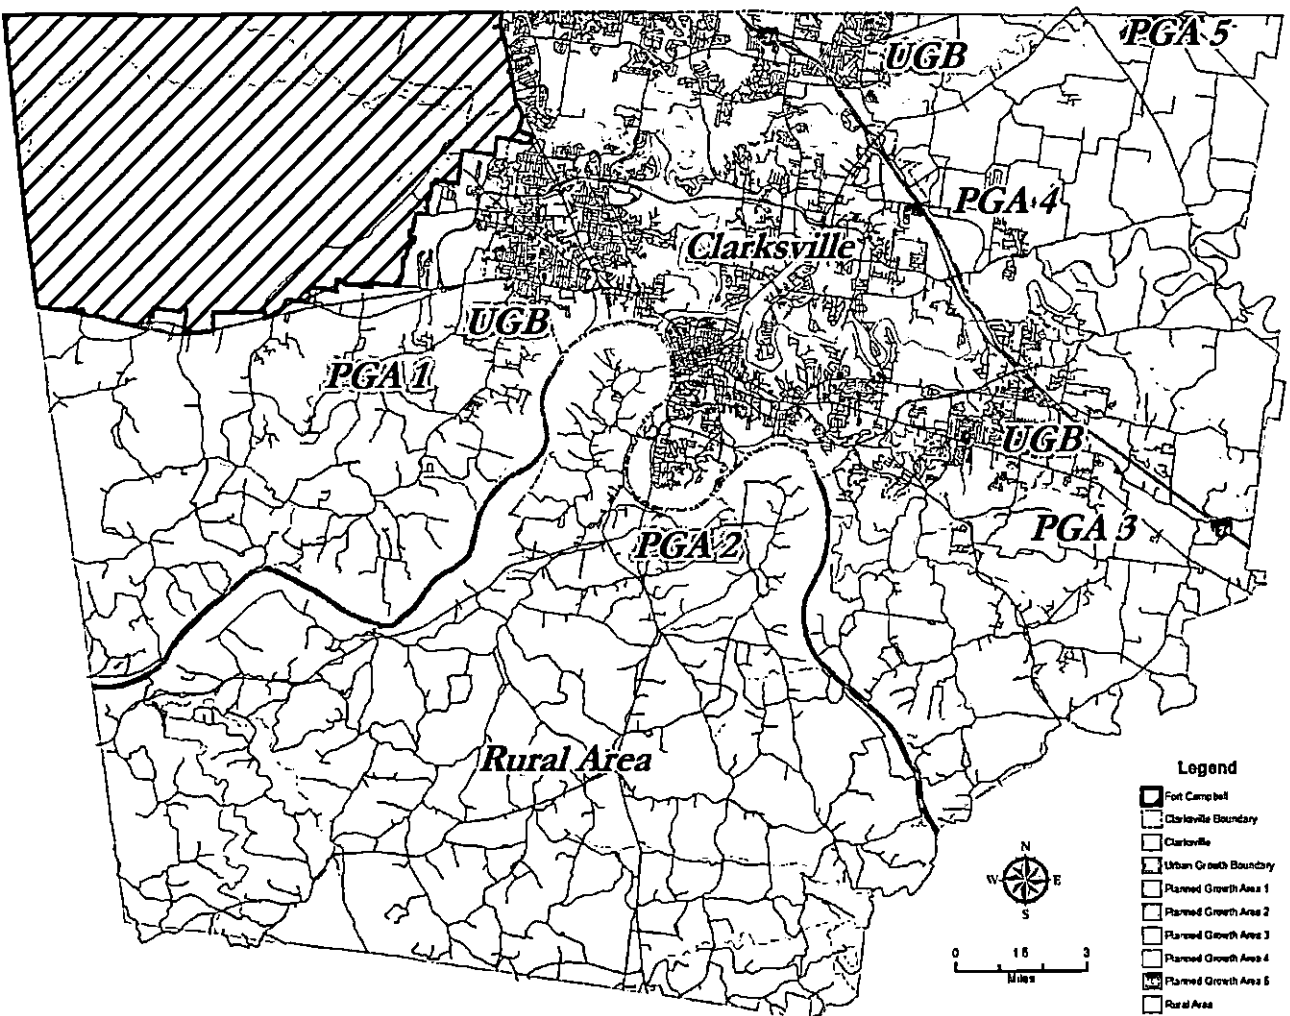 PGA 5
UGB
PGA 4
Clarksville
UGB
PGA 1
UGB
PGA 3
PGA 2
Rural Area
Legend
Fort Campbell
Clarksville Boundary
Clarksville
Urban Growth Boundary
Planned Growth Area 1
Planned Growth Area 2
Planned Growth Area 3
Planned Growth Area 4
Planned Growth Area 5
Rural Area
N
W E
S
0 1.5 3
Miles